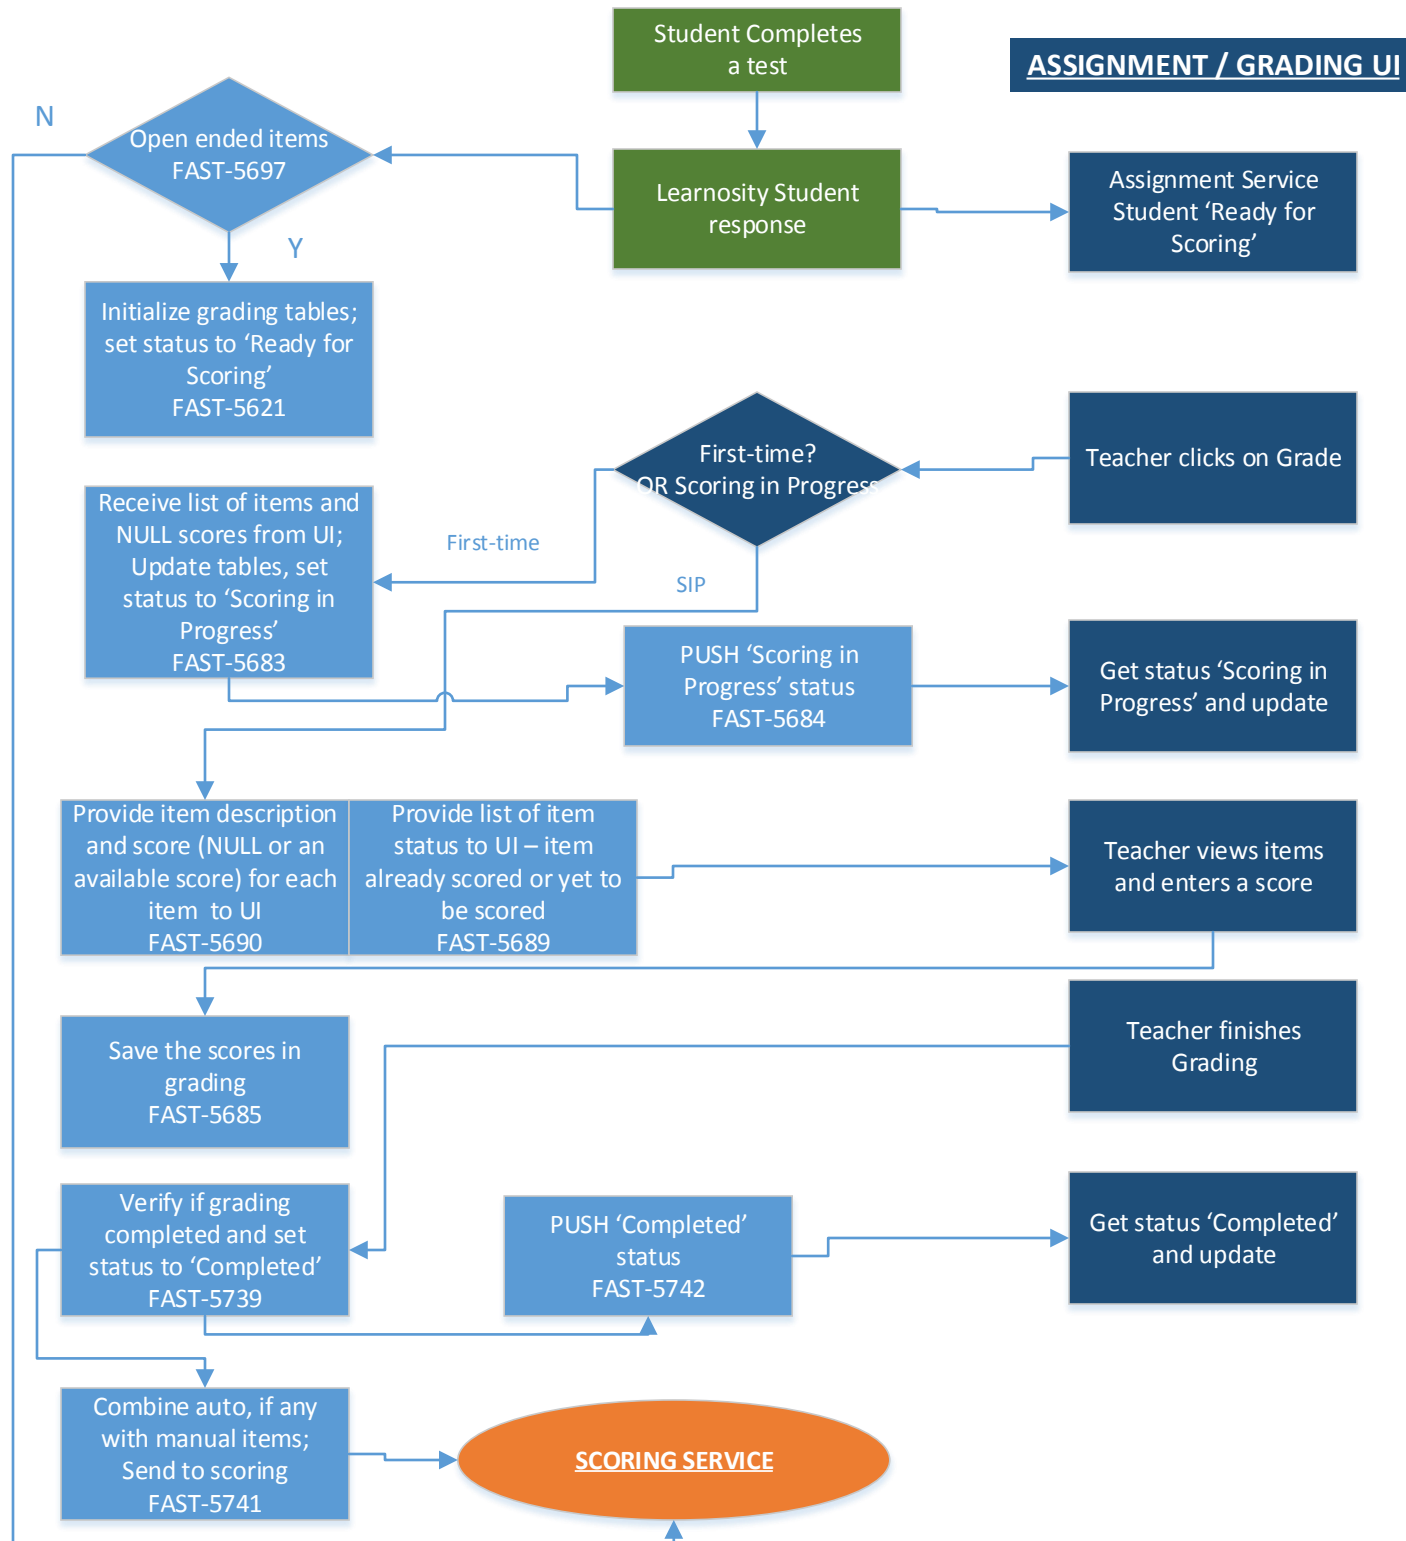 Student Completes
a test
ASSIGNMENT / GRADING UI
N
Open ended items
FAST-5697
Learnosity Student
response
Assignment Service
Student ‘Ready for
Scoring’
Y
Initialize grading tables;
set status to ‘Ready for
Scoring’
FAST-5621
First-time?
OR Scoring in Progress
Teacher clicks on Grade
Receive list of items and
NULL scores from UI;
Update tables, set
status to ‘Scoring in
Progress’
FAST-5683
First-time
SIP
PUSH ‘Scoring in
Progress’ status
FAST-5684
Get status ‘Scoring in
Progress’ and update
Provide item description
and score (NULL or an
available score) for each
item  to UI
FAST-5690
Provide list of item
status to UI – item
already scored or yet to
be scored
FAST-5689
Teacher views items
and enters a score
Save the scores in
grading
FAST-5685
Teacher finishes
Grading
Verify if grading
completed and set
status to ‘Completed’
FAST-5739
PUSH ‘Completed’
status
FAST-5742
Get status ‘Completed’
and update
Combine auto, if any
with manual items;
Send to scoring
FAST-5741
SCORING SERVICE